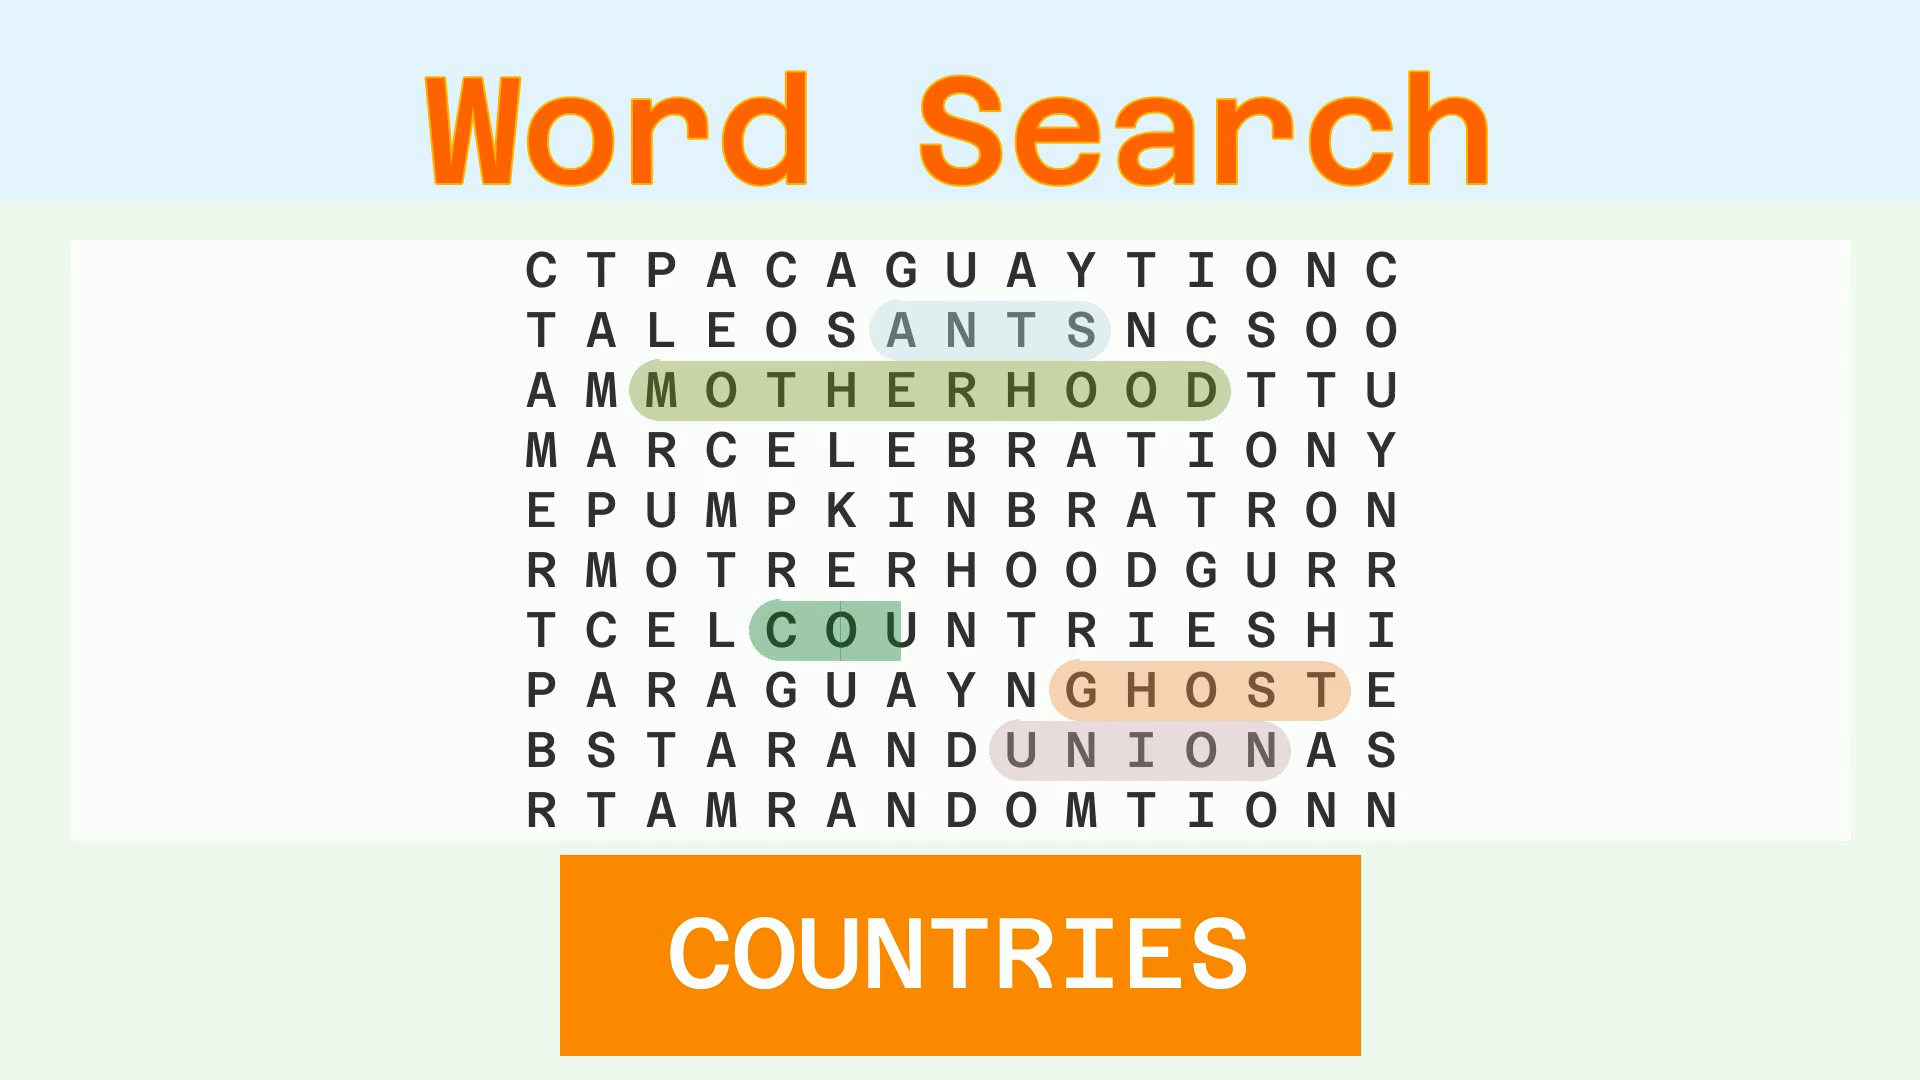 Word Search
C T P A C A G U A Y T I O N C
T A L E O S A N T S N C S O O
A M M O T H E R H O O D T T U
M A R C E L E B R A T I O N Y
E P U M P K I N B R A T R O N
R M O T R E R H O O D G U R R
T C E L C O U N T R I E S H I
P A R A G U A Y N G H O S T E
B S T A R A N D U N I O N A S
R T A M R A N D O M T I O N N
COUNTRIES